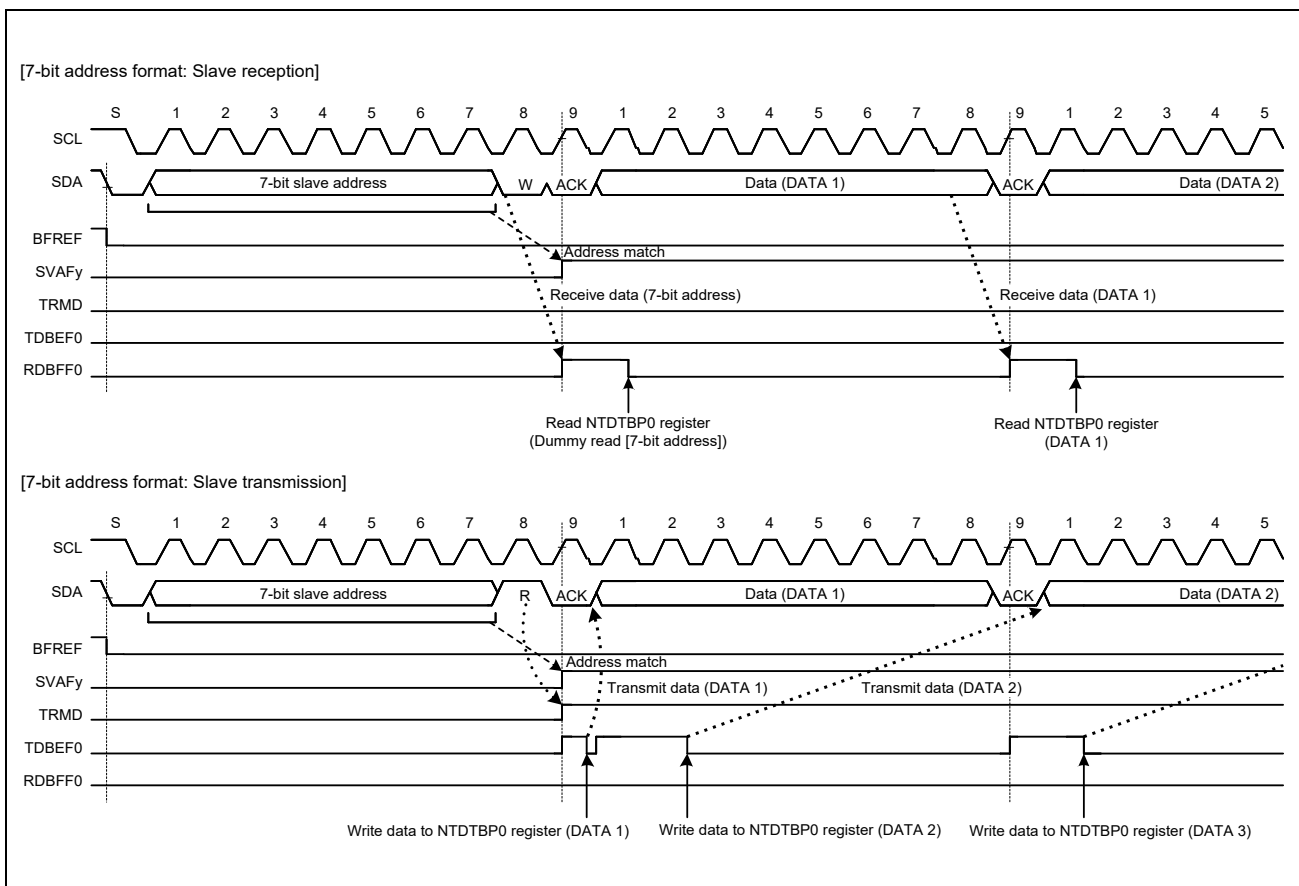 [7-bit address format: Slave reception]
S 1 2 3 4 5 6 7 8 9 1 2 3 4 5 6 7 8 9 1 2 3 4 5
SCL
SDA 7-bit slave address W ACK Data (DATA 1) ACK Data (DATA 2)
BFREF
Address match
SVAFy
Receive data (7-bit address) Receive data (DATA 1)
TRMD
TDBEF0
RDBFF0
Read NTDTBP0 register
(Dummy read [7-bit address])
Read NTDTBP0 register
(DATA 1)
[7-bit address format: Slave transmission]
S 1 2 3 4 5 6 7 8 9 1 2 3 4 5 6 7 8 9 1 2 3 4 5
SCL
SDA 7-bit slave address R ACK Data (DATA 1) ACK Data (DATA 2)
BFREF
Address match
SVAFy
Transmit data (DATA 1) Transmit data (DATA 2)
TRMD
TDBEF0
RDBFF0
Write data to NTDTBP0 register (DATA 1) Write data to NTDTBP0 register (DATA 2) Write data to NTDTBP0 register (DATA 3)